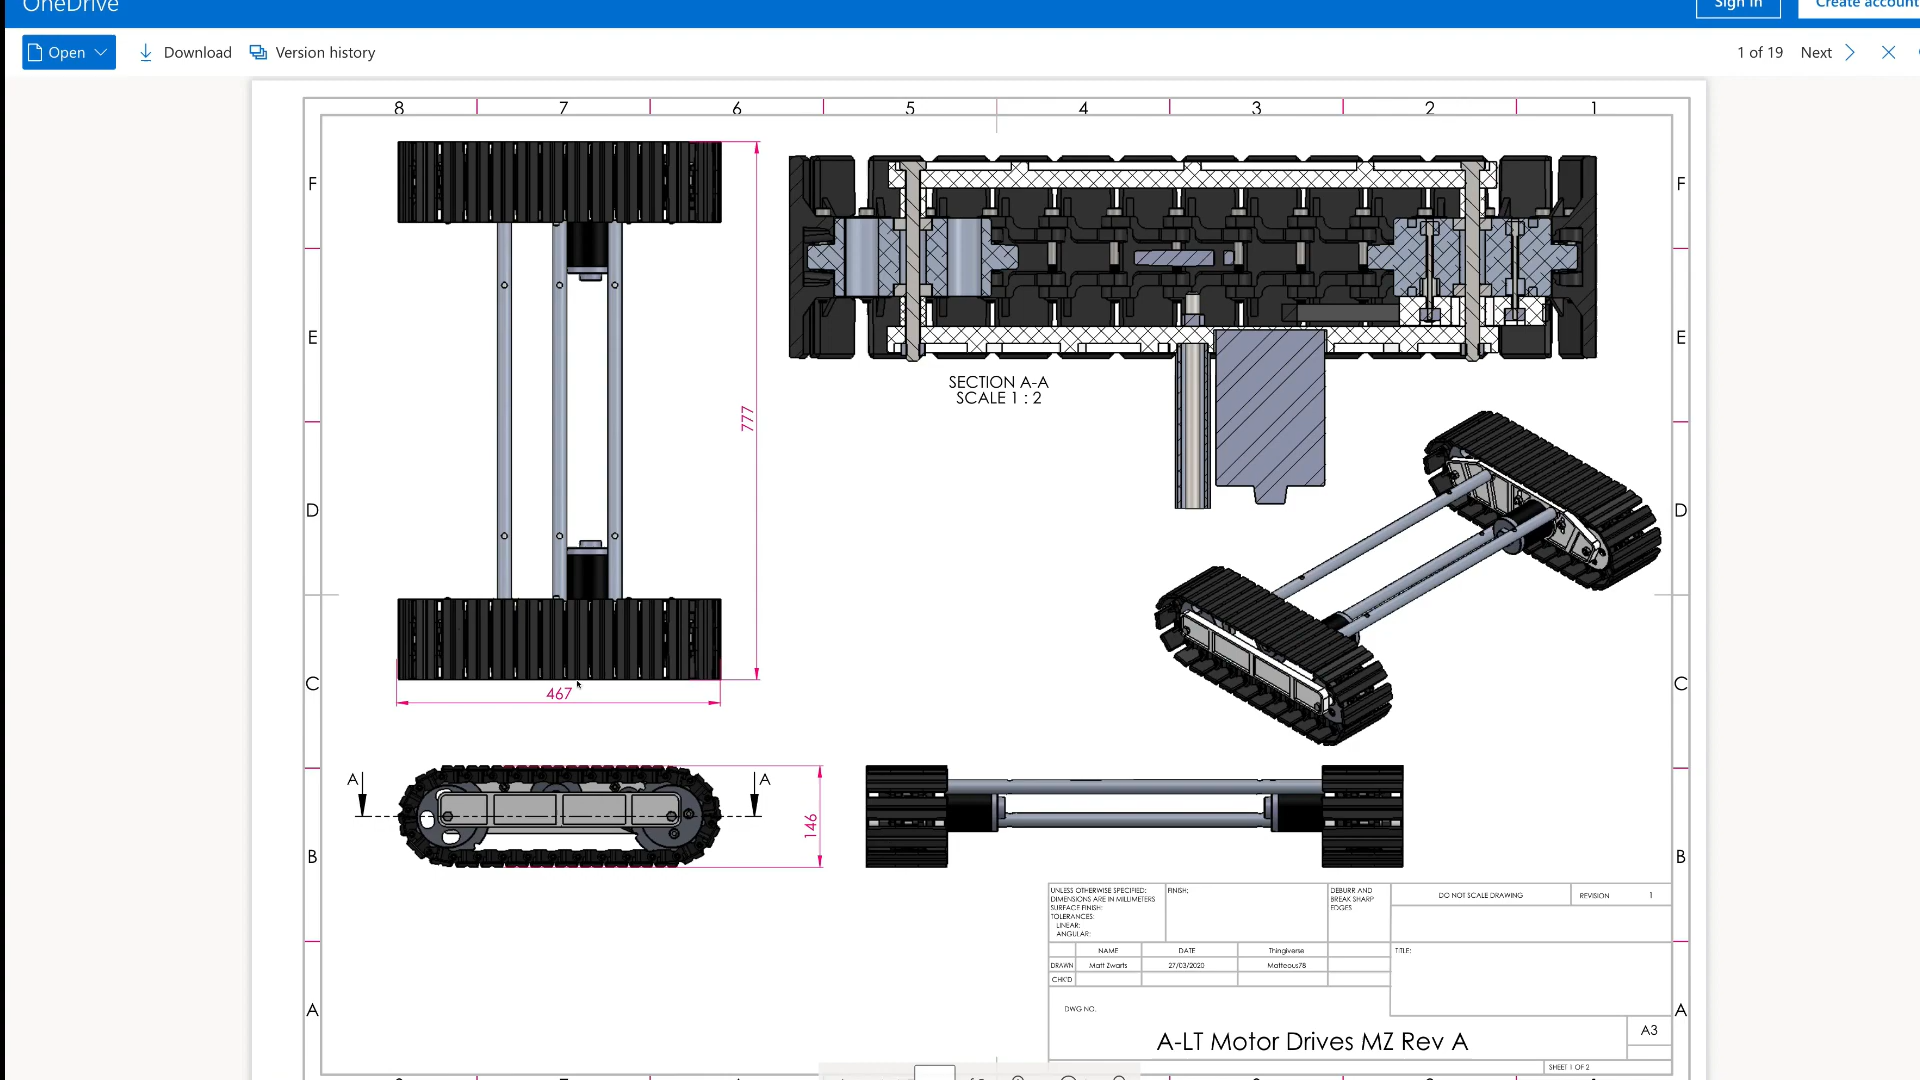 OneDrive
Sign in
Create account
Open
Download
Version history
1 of 19
Next
8 7 6 5 4 3 2 1
F F
E E
D D
C C
B B
A A
777
SECTION A-A
SCALE 1 : 2
467
A A
146
UNLESS OTHERWISE SPECIFIED:
DIMENSIONS ARE IN MILLIMETERS
SURFACE FINISH:
TOLERANCES:
LINEAR:
ANGULAR:
FINISH:
DEBURR AND
BREAK SHARP
EDGES
DO NOT SCALE DRAWING
REVISION 1
NAME DATE Thingiverse
TITLE:
DRAWN Matt Zwarts 27/03/2020 Matteous78
CHK'D
DWG NO.
A-LT Motor Drives MZ Rev A
A3
SHEET 1 OF 2